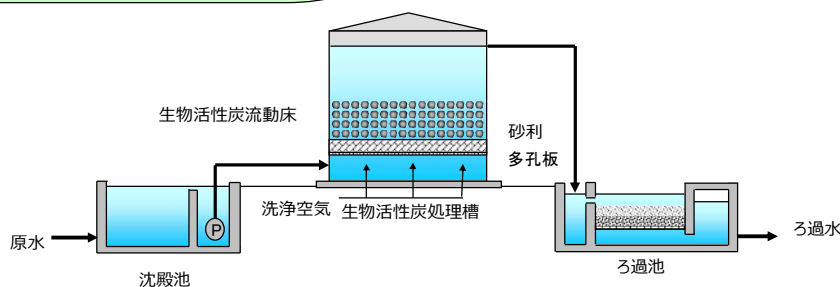 生物活性炭流動床
砂利
多孔板
洗浄空気
生物活性炭処理槽
P
原水
沈殿池
ろ過水
ろ過池